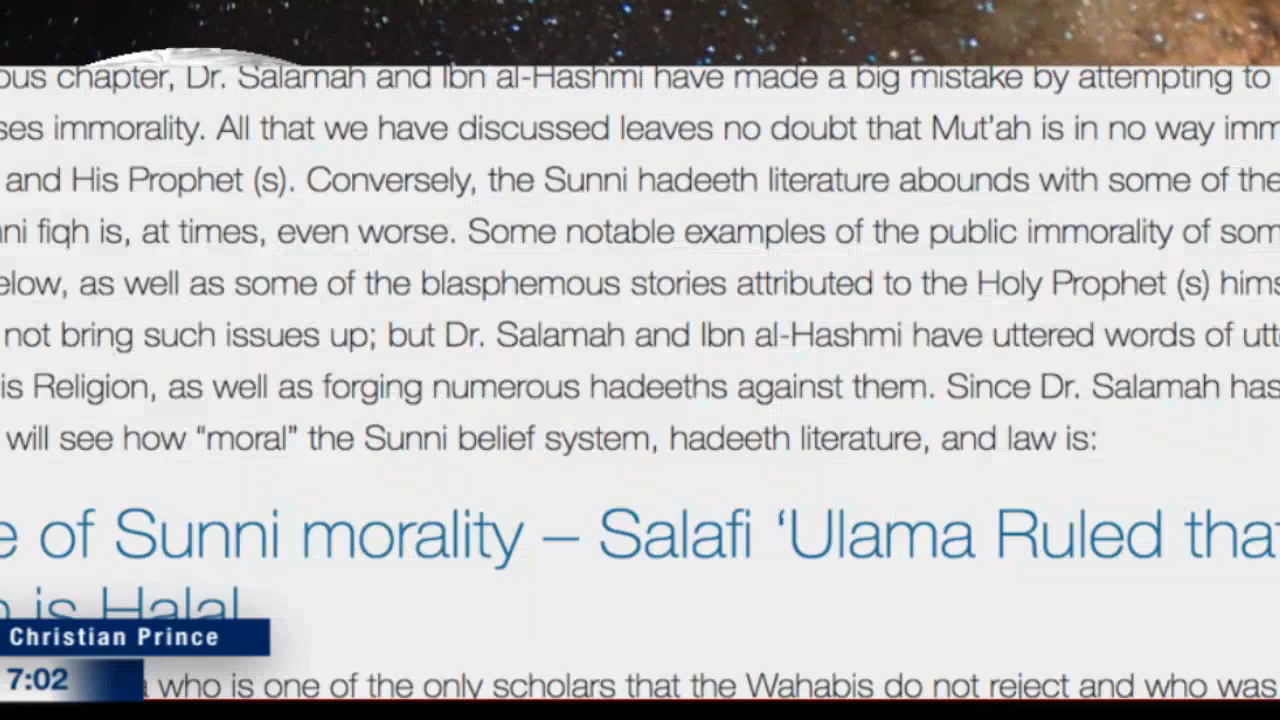 ous chapter, Dr. Salamah and Ibn al-Hashmi have made a big mistake by attempting to
ses immorality. All that we have discussed leaves no doubt that Mut'ah is in no way imm
and His Prophet (s). Conversely, the Sunni hadeeth literature abounds with some of the
ni fiqh is, at times, even worse. Some notable examples of the public immorality of som
elow, as well as some of the blasphemous stories attributed to the Holy Prophet (s) hims
not bring such issues up; but Dr. Salamah and Ibn al-Hashmi have uttered words of utt
is Religion, as well as forging numerous hadeeths against them. Since Dr. Salamah has
will see how “moral” the Sunni belief system, hadeeth literature, and law is:
e of Sunni morality – Salafi ‘Ulama Ruled tha
is Halal
Christian Prince
7:02
who is one of the only scholars that the Wahabis do not reject and who was